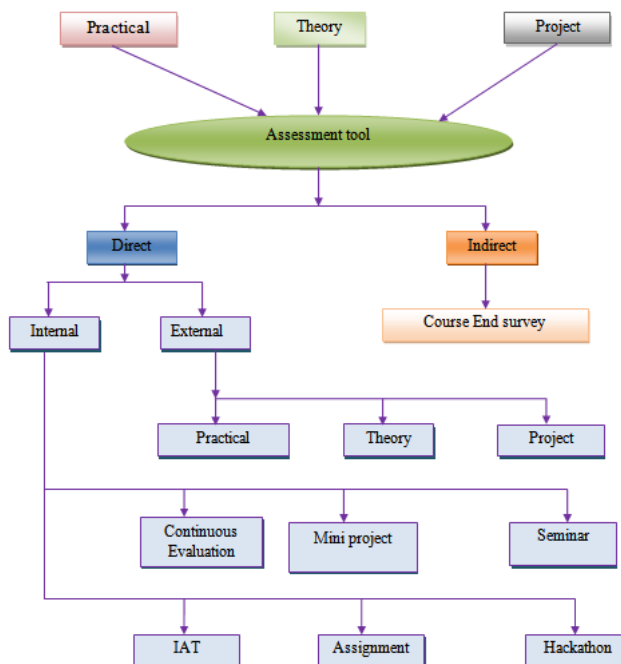 Practical
Theory
Project
Assessment tool
Direct
Indirect
Internal
External
Course End survey
Practical
Theory
Project
Continuous
Evaluation
Mini project
Seminar
IAT
Assignment
Hackathon